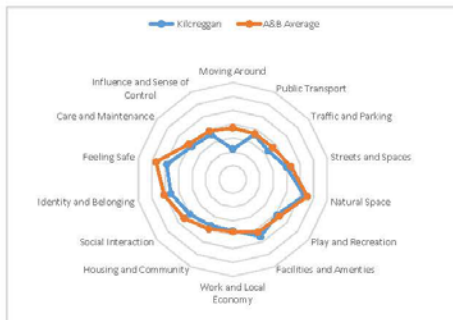 Kilcreggan
A&B Average
Moving Around
Public Transport
Traffic and Parking
Streets and Spaces
Natural Space
Play and Recreation
Facilities and Amenties
Work and Local
Economy
Housing and Community
Social Interaction
Identity and Belonging
Feeling Safe
Care and Maintenance
Influence and Sense of
Control